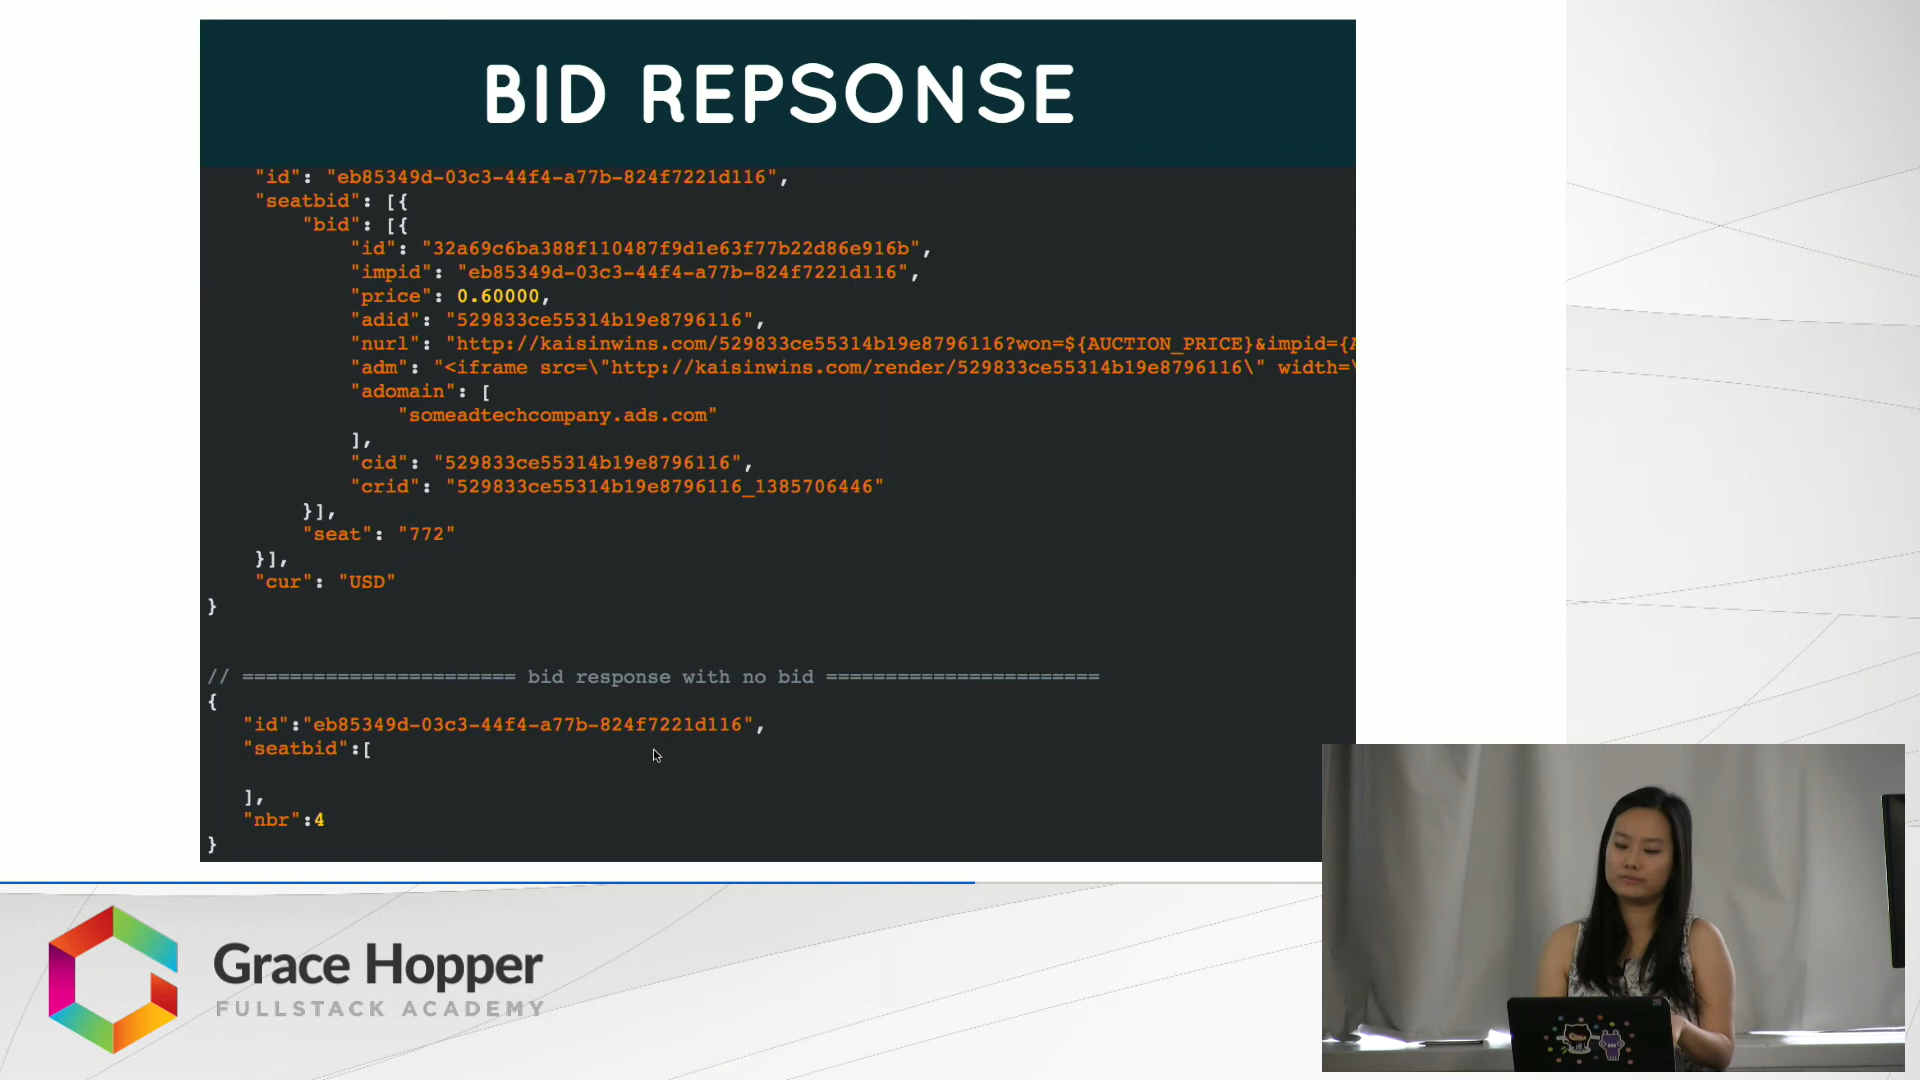 BID REPSONSE
"id": "eb85349d-03c3-44f4-a77b-824f7221d116",
"seatbid": [{
"bid": [{
"id": "32a69c6ba388f110487f9d1e63f77b22d86e916b",
"impid": "eb85349d-03c3-44f4-a77b-824f7221d116",
"price": 0.60000,
"adid": "529833ce55314b19e8796116",
"nurl": "http://kaisinwins.com/529833ce55314b19e8796116?won=${AUCTION_PRICE}&impid={A
"adm": "<iframe src=\"http://kaisinwins.com/render/529833ce55314b19e8796116\" width=\
"adomain": [
"someadtechcompany.ads.com"
],
"cid": "529833ce55314b19e8796116",
"crid": "529833ce55314b19e8796116_1385706446"
}],
"seat": "772"
}],
"cur": "USD"
}
// ======================= bid response with no bid =======================
{
"id":"eb85349d-03c3-44f4-a77b-824f7221d116",
"seatbid":[
],
"nbr":4
}
Grace Hopper
FULLSTACK ACADEMY